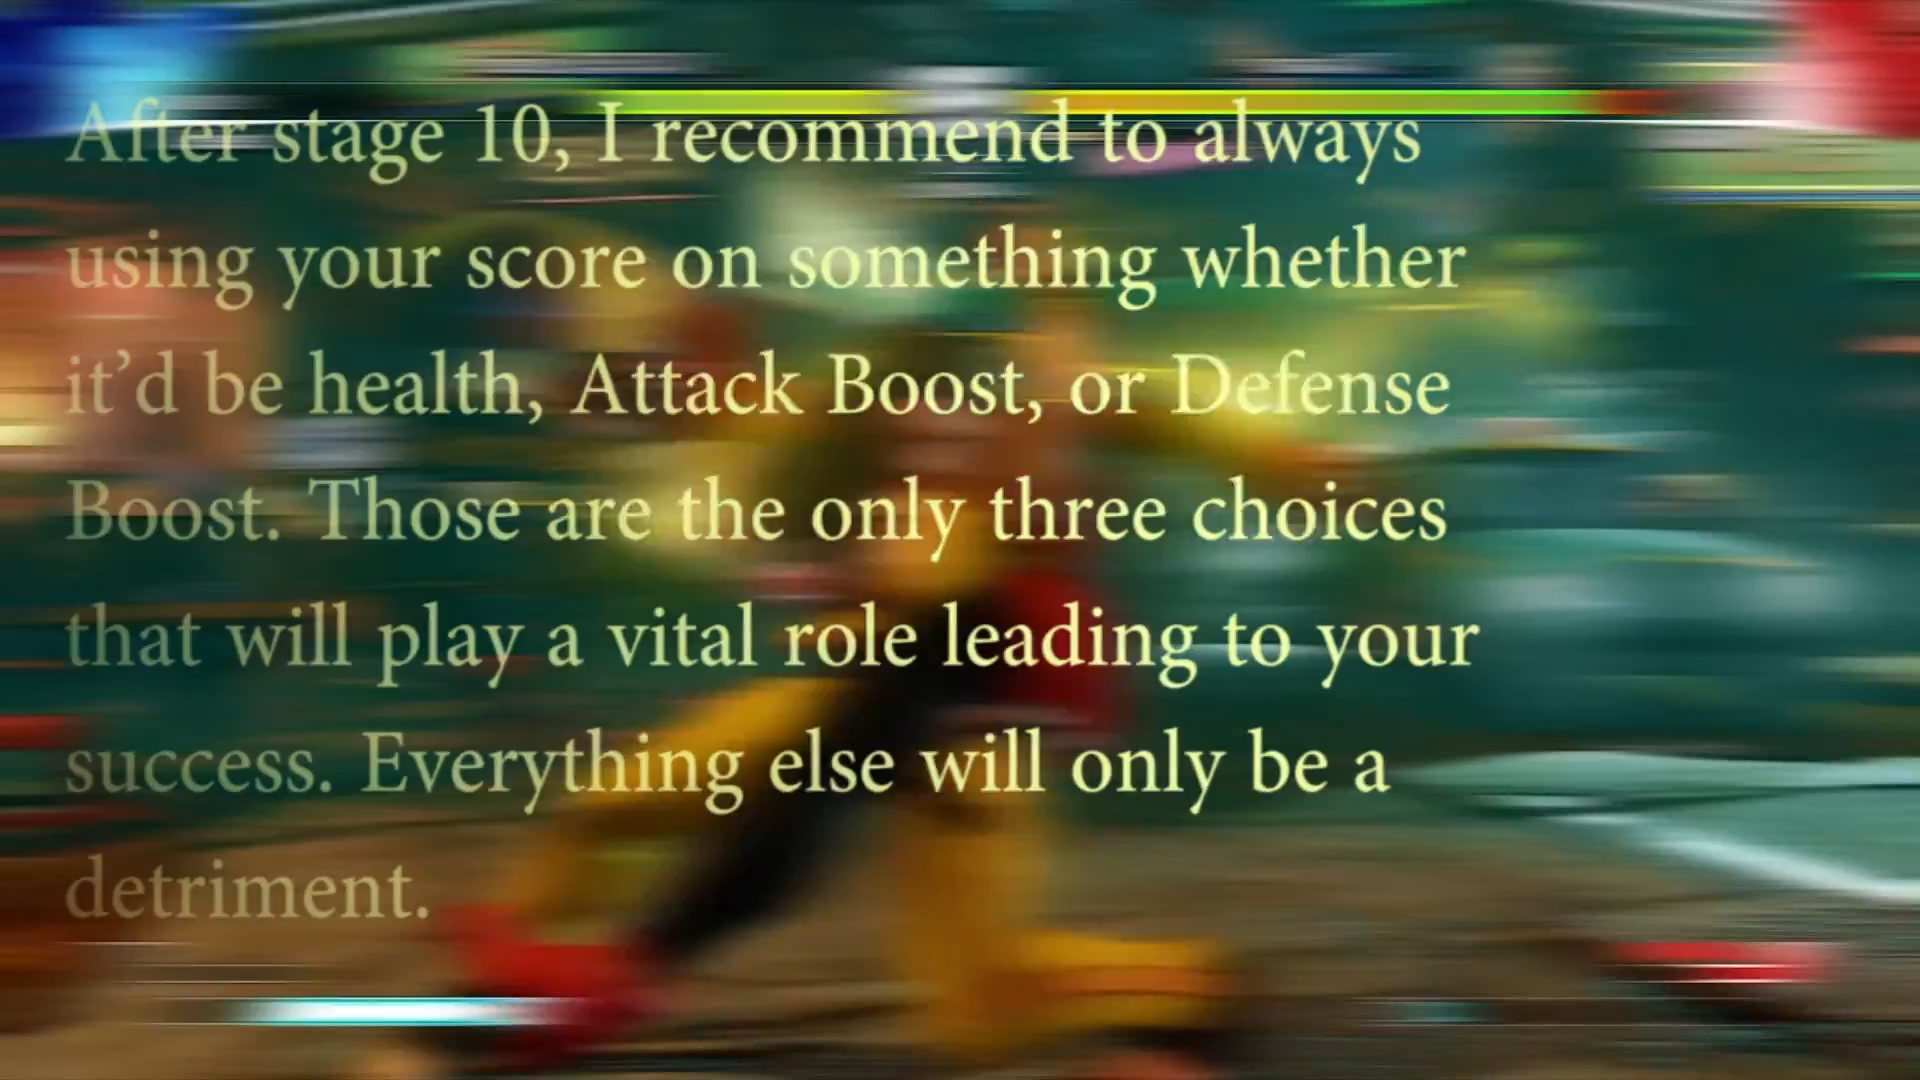 After stage 10, I recommend to always
using your score on something whether
it’d be health, Attack Boost, or Defense
Boost. Those are the only three choices
that will play a vital role leading to your
success. Everything else will only be a
detriment.